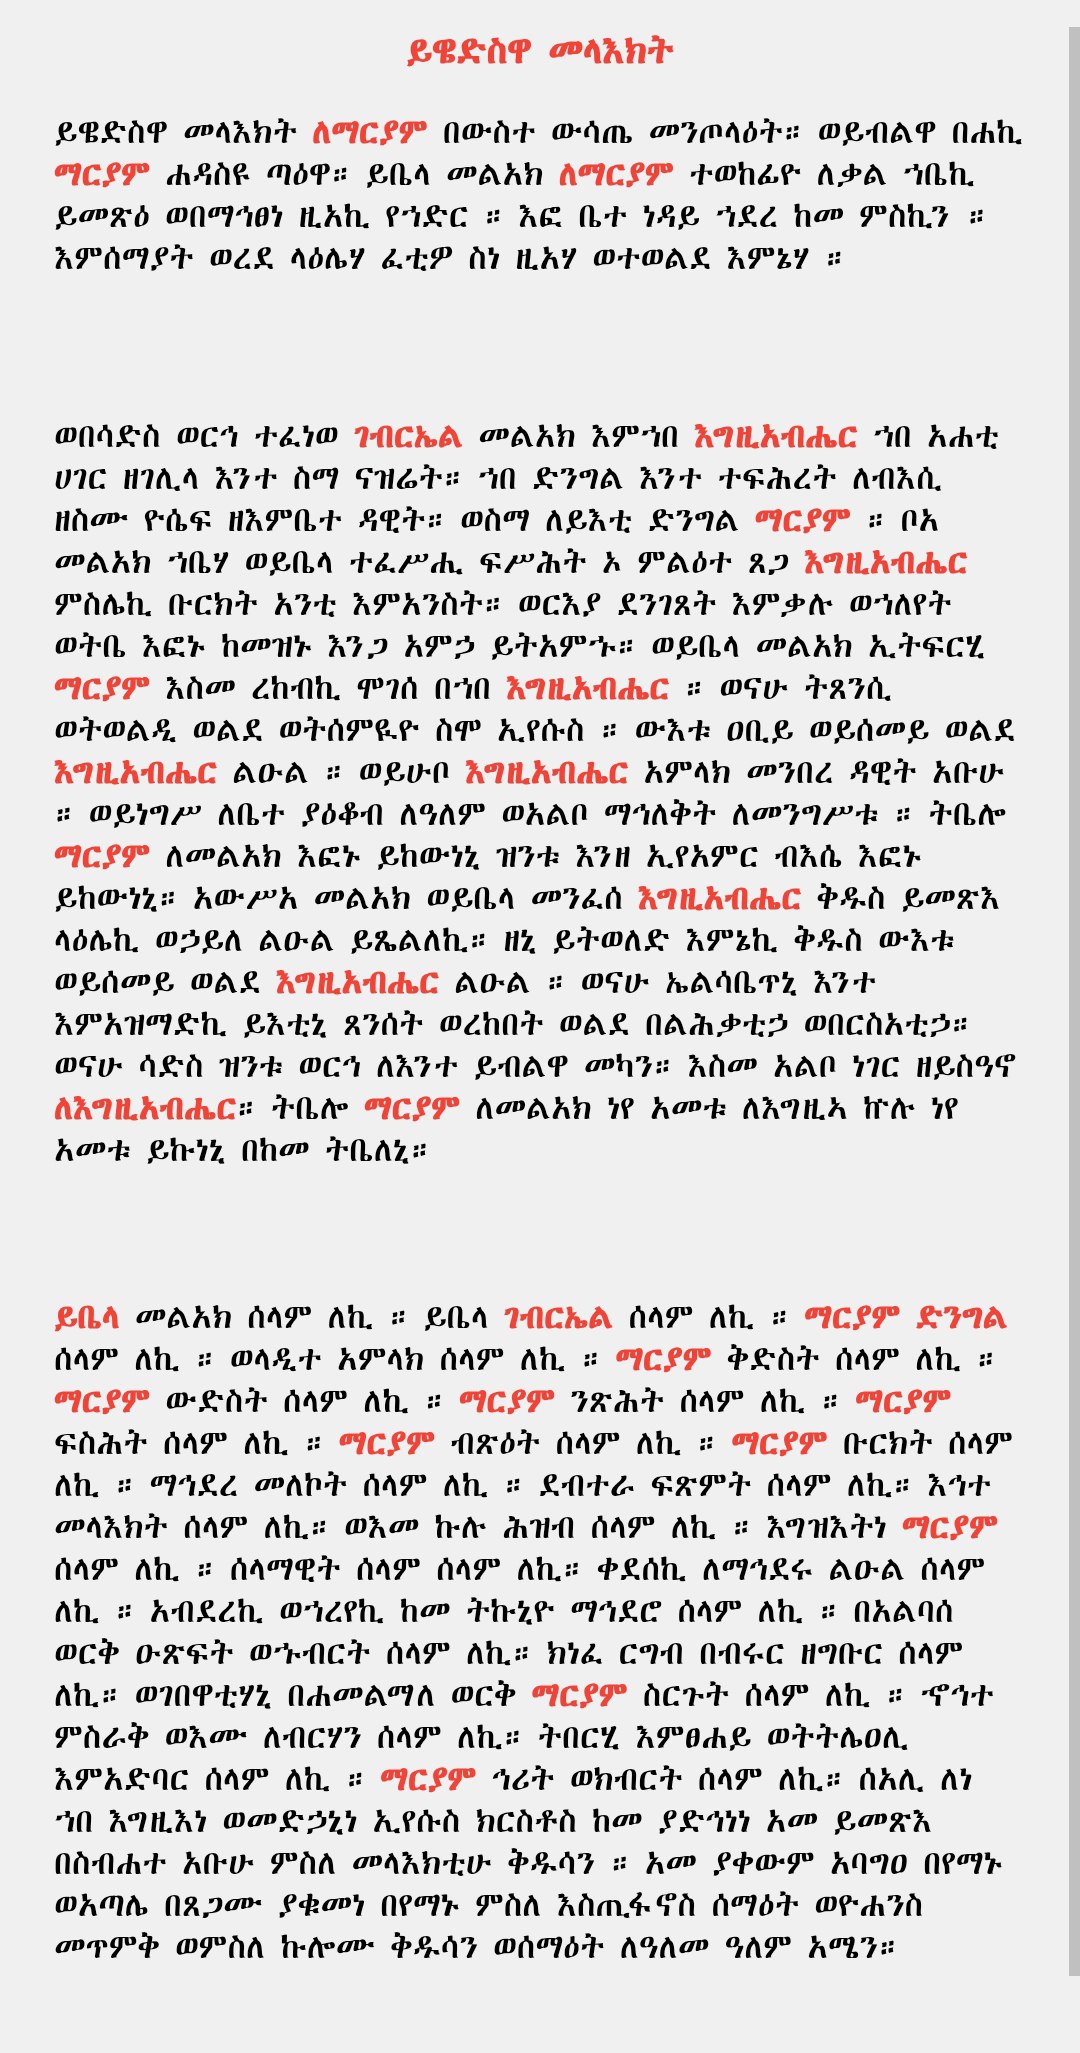 ይዌድስዋ መላእክት
ይዌድስዋ መላእክት ለማርያም በውስተ ውሳጤ መንጦላዕት። ወይብልዋ በሐኪ
ማርያም ሐዳስዩ ጣዕዋ። ይቤላ መልአክ ለማርያም ተወከፊዮ ለቃል ኀቤኪ
ይመጽዕ ወበማኅፀነ ዚአኪ የኀድር ። እፎ ቤተ ነዳይ ኀደረ ከመ ምስኪን ።
እምሰማያት ወረደ ላዕሌሃ ፈቲዎ ስነ ዚአሃ ወተወልደ እምኔሃ ።
ወበሳድስ ወርኅ ተፈነወ ገብርኤል መልአክ እምኀበ እግዚአብሔር ኀበ አሐቲ
ሀገር ዘገሊላ እንተ ስማ ናዝሬት። ኀበ ድንግል እንተ ተፍሕረት ለብእሲ
ዘስሙ ዮሴፍ ዘእምቤተ ዳዊት። ወስማ ለይእቲ ድንግል ማርያም ። ቦአ
መልአክ ኀቤሃ ወይቤላ ተፈሥሒ ፍሥሕት ኦ ምልዕተ ጸጋ እግዚአብሔር
ምስሌኪ ቡርክት አንቲ እምአንስት። ወርእያ ደንገጸት እምቃሉ ወኀለየት
ወትቤ እፎኑ ከመዝኑ እንጋ አምኃ ይትአምኁ። ወይቤላ መልአክ ኢትፍርሂ
ማርያም እስመ ረከብኪ ሞገሰ በኀበ እግዚአብሔር ። ወናሁ ትጸንሲ
ወትወልዲ ወልደ ወትሰምዪዮ ስሞ ኢየሱስ ። ውእቱ ዐቢይ ወይሰመይ ወልደ
እግዚአብሔር ልዑል ። ወይሁቦ እግዚአብሔር አምላክ መንበረ ዳዊት አቡሁ
። ወይነግሥ ለቤተ ያዕቆብ ለዓለም ወአልቦ ማኅለቅት ለመንግሥቱ ። ትቤሎ
ማርያም ለመልአክ እፎኑ ይከውነኒ ዝንቱ እንዘ ኢየአምር ብእሴ እፎኑ
ይከውነኒ። አውሥአ መልአክ ወይቤላ መንፈሰ እግዚአብሔር ቅዱስ ይመጽእ
ላዕሌኪ ወኃይለ ልዑል ይጼልለኪ። ዘኒ ይትወለድ እምኔኪ ቅዱስ ውእቱ
ወይሰመይ ወልደ እግዚአብሔር ልዑል ። ወናሁ ኤልሳቤጥኒ እንተ
እምአዝማድኪ ይእቲኒ ጸንሰት ወረከበት ወልደ በልሕቃቲኃ ወበርስአቲኃ።
ወናሁ ሳድስ ዝንቱ ወርኅ ለእንተ ይብልዋ መካን። እስመ አልቦ ነገር ዘይስዓኖ
ለእግዚአብሔር። ትቤሎ ማርያም ለመልአክ ነየ አመቱ ለእግዚኣ ኵሉ ነየ
አመቱ ይኩነኒ በከመ ትቤለኒ።
ይቤላ መልአክ ሰላም ለኪ ። ይቤላ ገብርኤል ሰላም ለኪ ። ማርያም ድንግል
ሰላም ለኪ ። ወላዲተ አምላክ ሰላም ለኪ ። ማርያም ቅድስት ሰላም ለኪ ።
ማርያም ውድስት ሰላም ለኪ ። ማርያም ንጽሕት ሰላም ለኪ ። ማርያም
ፍስሕት ሰላም ለኪ ። ማርያም ብጽዕት ሰላም ለኪ ። ማርያም ቡርክት ሰላም
ለኪ ። ማኅደረ መለኮት ሰላም ለኪ ። ደብተራ ፍጽምት ሰላም ለኪ። እኅተ
መላእክት ሰላም ለኪ። ወእመ ኩሉ ሕዝብ ሰላም ለኪ ። እግዝእትነ ማርያም
ሰላም ለኪ ። ሰላማዊት ሰላም ሰላም ለኪ። ቀደሰኪ ለማኅደሩ ልዑል ሰላም
ለኪ ። አብደረኪ ወኀረየኪ ከመ ትኩኒዮ ማኅደሮ ሰላም ለኪ ። በአልባሰ
ወርቅ ዑጽፍት ወኁብርት ሰላም ለኪ። ክነፈ ርግብ በብሩር ዘግቡር ሰላም
ለኪ። ወገበዋቲሃኒ በሐመልማለ ወርቅ ማርያም ስርጉት ሰላም ለኪ ። ኆኅተ
ምስራቅ ወእሙ ለብርሃን ሰላም ለኪ። ትበርሂ እምፀሐይ ወትትሌዐሊ
እምአድባር ሰላም ለኪ ። ማርያም ኅሪት ወክብርት ሰላም ለኪ። ሰአሊ ለነ
ኀበ እግዚእነ ወመድኃኒነ ኢየሱስ ክርስቶስ ከመ ያድኅነነ አመ ይመጽእ
በስብሐተ አቡሁ ምስለ መላእክቲሁ ቅዱሳን ። አመ ያቀውም አባግዐ በየማኑ
ወአጣሌ በጸጋሙ ያቁመነ በየማኑ ምስለ እስጢፋኖስ ሰማዕት ወዮሐንስ
መጥምቅ ወምስለ ኩሎሙ ቅዱሳን ወሰማዕት ለዓለመ ዓለም አሜን።